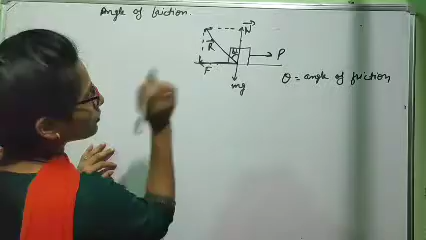 Angle of friction.
N
R
θ
P
F
mg
θ = angle of friction